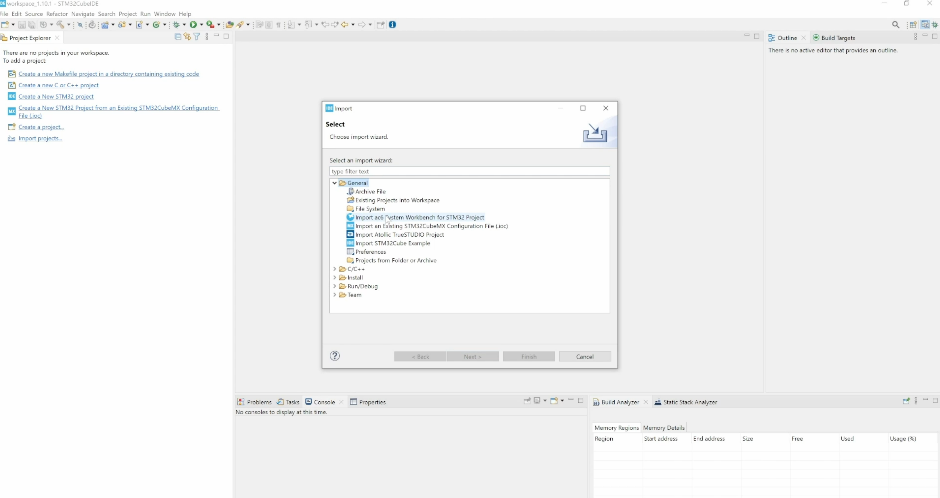 workspace_1.10.1 - STM32CubeIDE
File Edit Source Refactor Navigate Search Project Run Window Help
Project Explorer
There are no projects in your workspace.
To add a project:
Create a new Makefile project in a directory containing existing code
Create a new C or C++ project
Create a New STM32 project
Create a New STM32 Project from an Existing STM32CubeMX Configuration
File (.ioc)
Create a project...
Import projects...
Import
Select
Choose import wizard.
Select an import wizard:
type filter text
General
Archive File
Existing Projects into Workspace
File System
Import ac6 System Workbench for STM32 Project
Import an Existing STM32CubeMX Configuration File (.ioc)
Import Atollic TrueSTUDIO Project
Import STM32Cube Example
Preferences
Projects from Folder or Archive
C/C++
Install
Run/Debug
Team
< Back
Next >
Finish
Cancel
Outline
Build Targets
There is no active editor that provides an outline.
Problems
Tasks
Console
Properties
No consoles to display at this time.
Build Analyzer
Static Stack Analyzer
Memory Regions
Memory Details
Region
Start address
End address
Size
Free
Used
Usage (%)